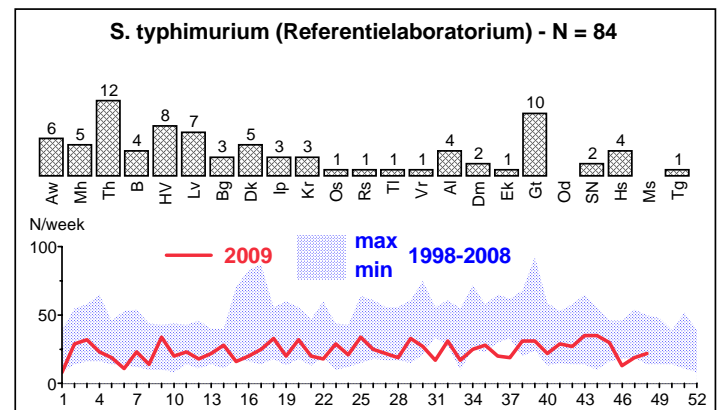 S. typhimurium (Referentielaboratorium) - N = 84
6 5 12 4 8 7 3 5 3 3 1 1 1 1 4 2 1 10 2 4 1
Aw Mh Th B HV Lv Bg Dk Ip Kr Os Rs Tl Vr Al Dm Ek Gt Od SN Hs Ms Tg
N/week
100
50
0
2009
max
min
1998-2008
1 4 7 10 13 16 19 22 25 28 31 34 37 40 43 46 49 52